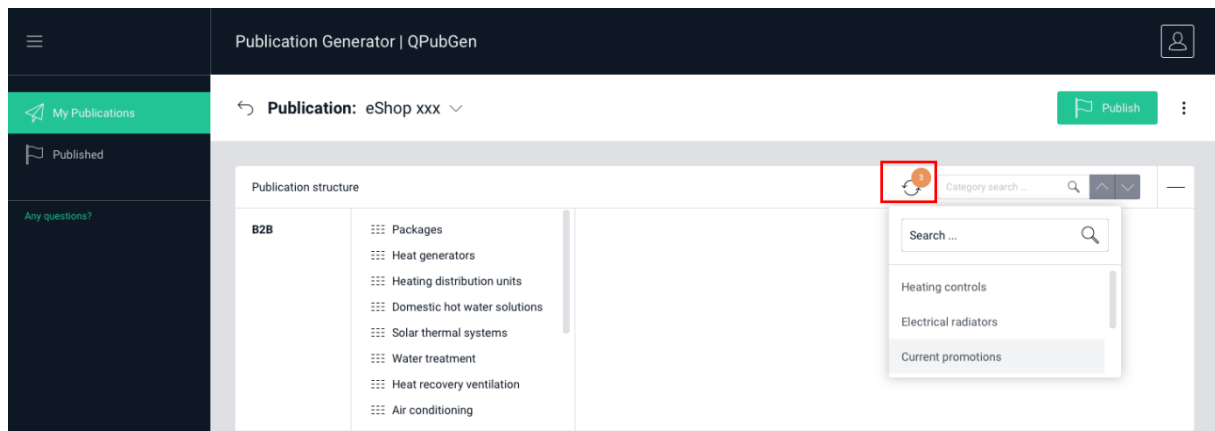 Publication Generator | QPubGen
My Publications
Published
Any questions?
Publication: eShop xxx
Publish
Publication structure
3
Category search ...
B2B
Packages
Heat generators
Heating distribution units
Domestic hot water solutions
Solar thermal systems
Water treatment
Heat recovery ventilation
Air conditioning
Search ...
Heating controls
Electrical radiators
Current promotions